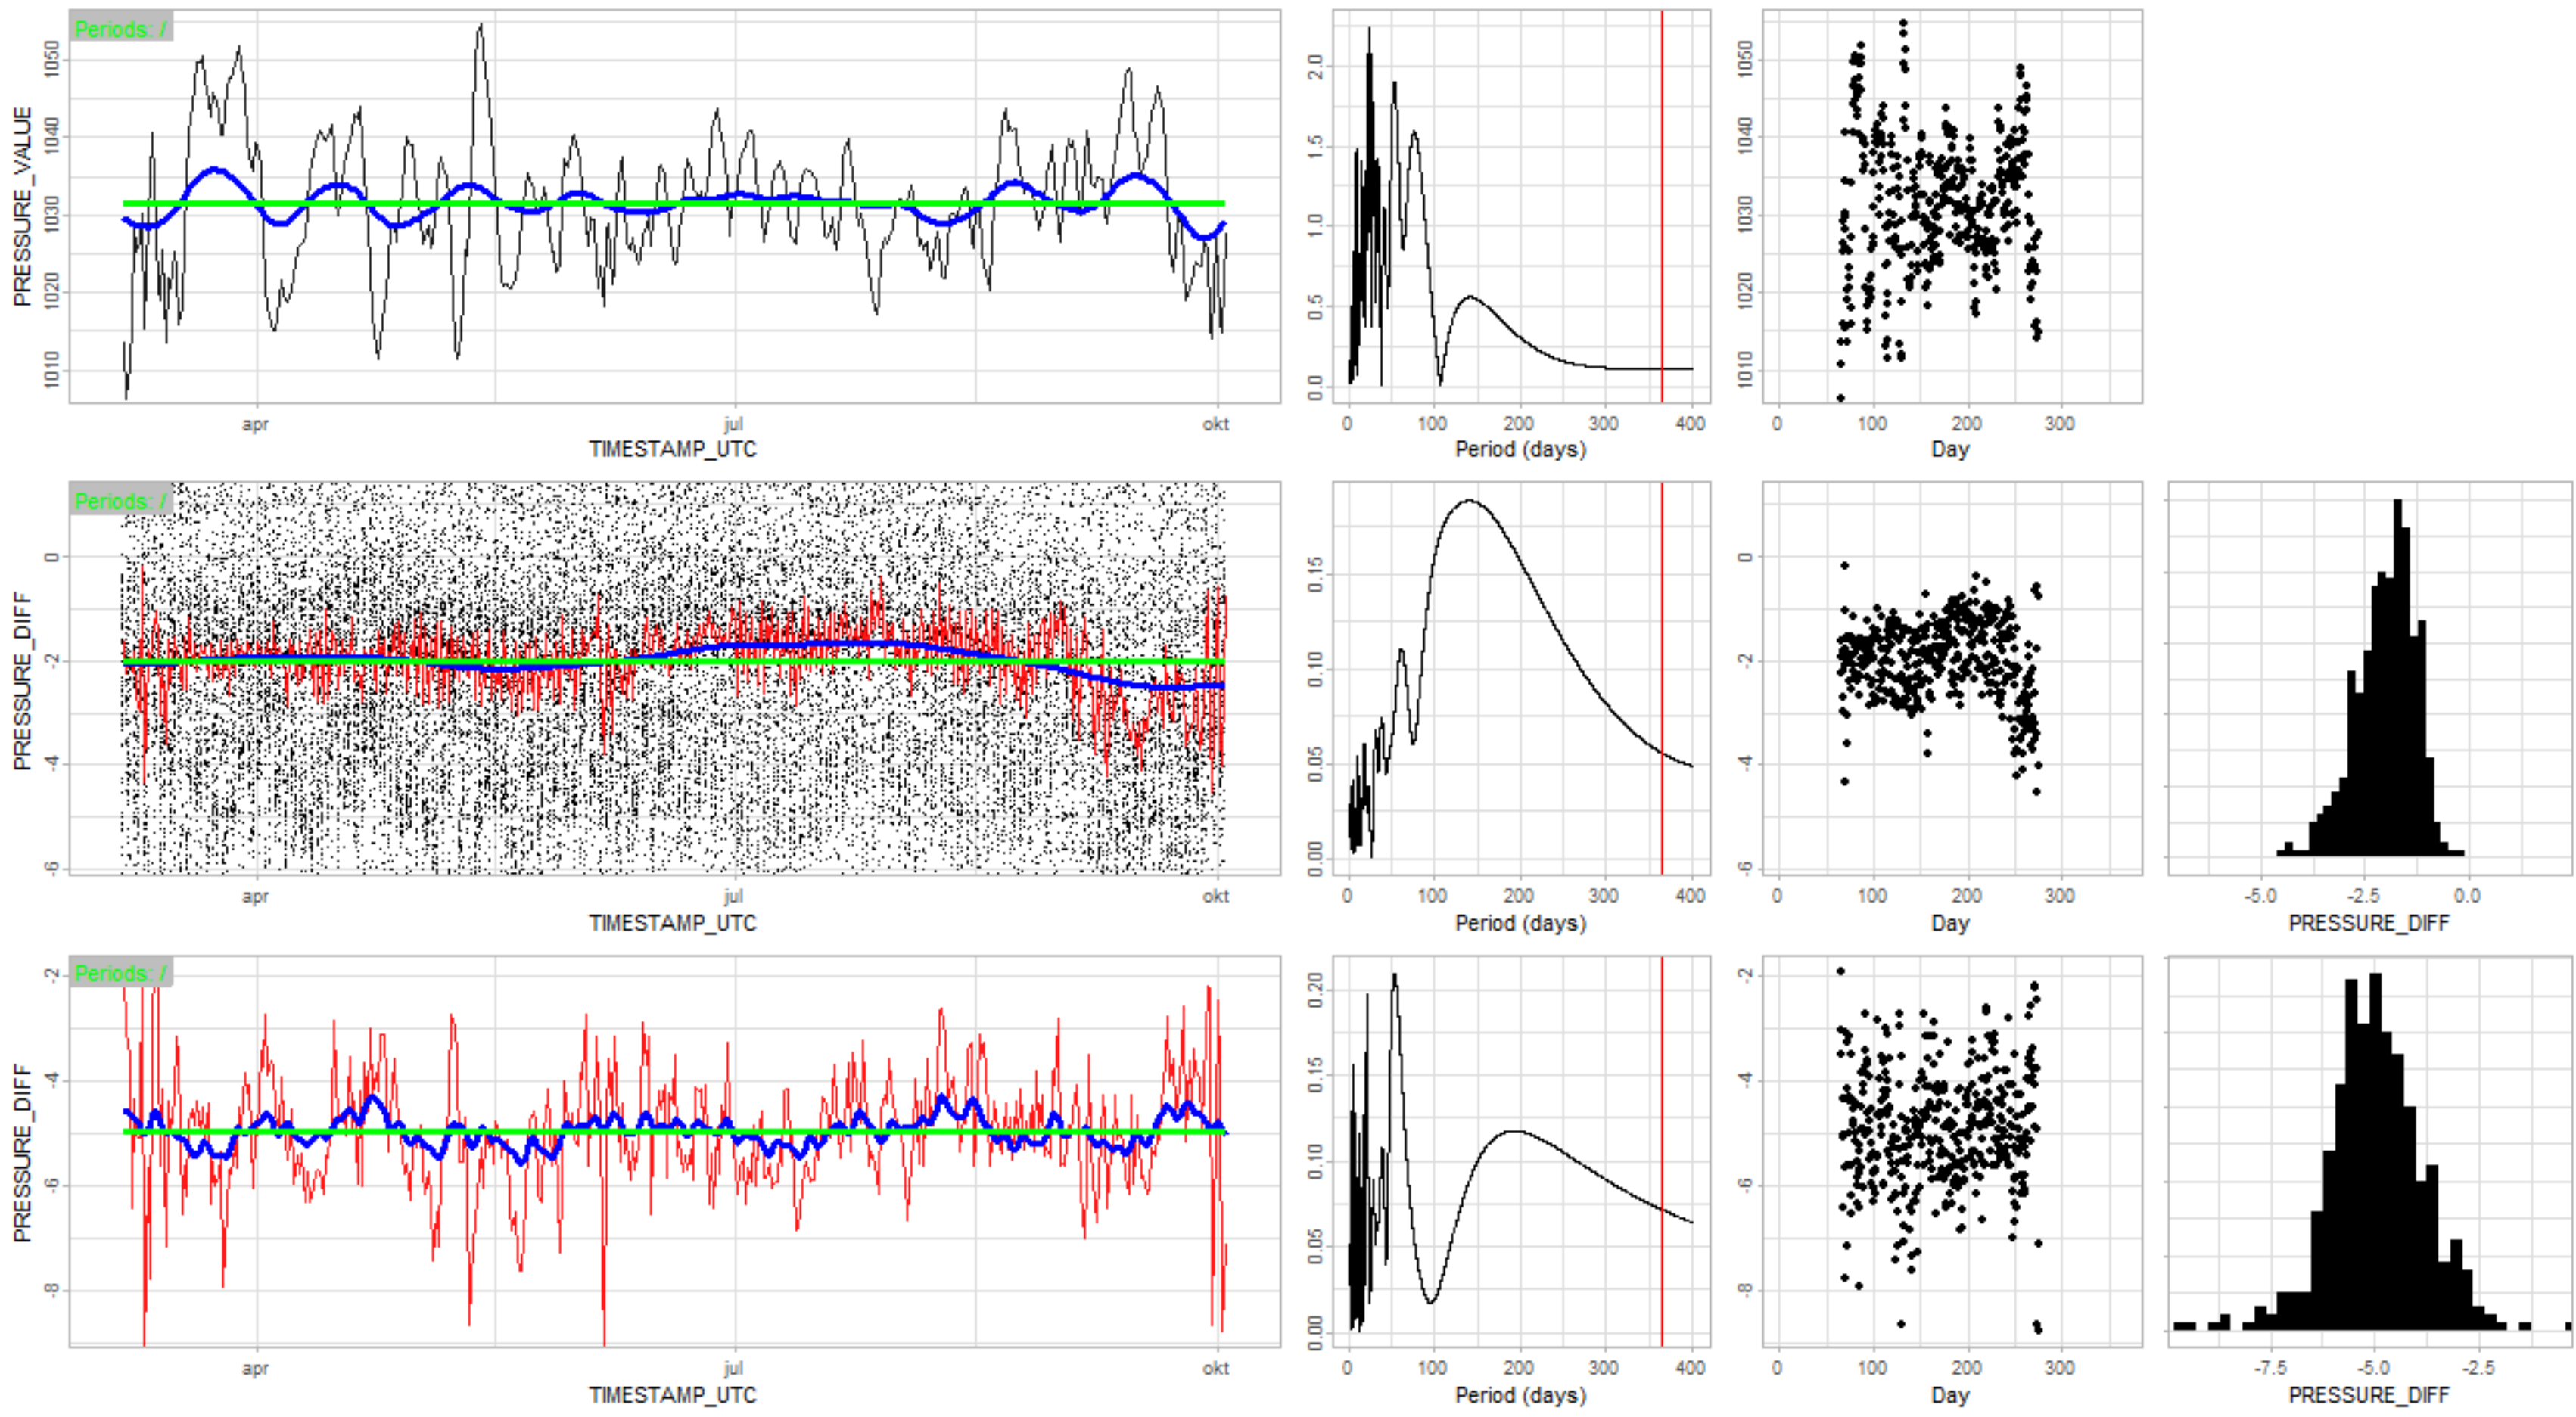 Periods: /
PRESSURE_VALUE
1050
1040
1030
1020
1010
apr
jul
okt
TIMESTAMP_UTC
2.0
1.5
1.0
0.5
0.0
0
100
200
300
400
Period (days)
1050
1040
1030
1020
1010
0
100
200
300
Day
Periods: /
PRESSURE_DIFF
0
-2
-4
-6
apr
jul
okt
TIMESTAMP_UTC
0.15
0.10
0.05
0.00
0
100
200
300
400
Period (days)
0
-2
-4
-6
0
100
200
300
Day
-5.0
-2.5
0.0
PRESSURE_DIFF
Periods: /
PRESSURE_DIFF
-2
-4
-6
-8
apr
jul
okt
TIMESTAMP_UTC
0.20
0.15
0.10
0.05
0.00
0
100
200
300
400
Period (days)
-2
-4
-6
-8
0
100
200
300
Day
-7.5
-5.0
-2.5
PRESSURE_DIFF